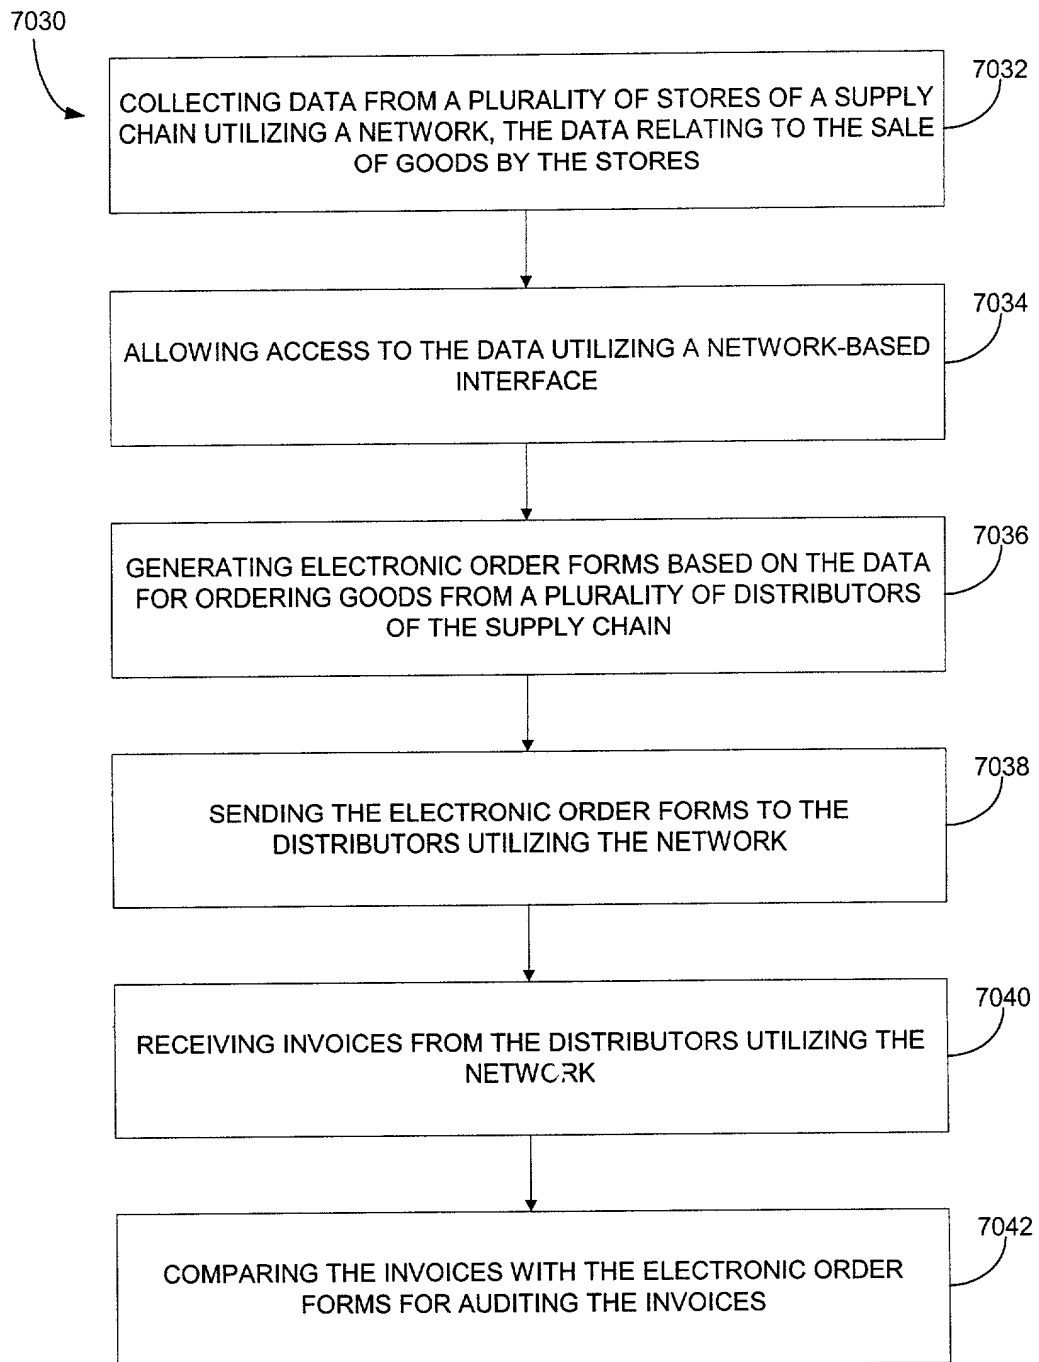 7030
7032
COLLECTING DATA FROM A PLURALITY OF STORES OF A SUPPLY
CHAIN UTILIZING A NETWORK, THE DATA RELATING TO THE SALE
OF GOODS BY THE STORES
7034
ALLOWING ACCESS TO THE DATA UTILIZING A NETWORK-BASED
INTERFACE
7036
GENERATING ELECTRONIC ORDER FORMS BASED ON THE DATA
FOR ORDERING GOODS FROM A PLURALITY OF DISTRIBUTORS
OF THE SUPPLY CHAIN
7038
SENDING THE ELECTRONIC ORDER FORMS TO THE
DISTRIBUTORS UTILIZING THE NETWORK
7040
RECEIVING INVOICES FROM THE DISTRIBUTORS UTILIZING THE
NETWORK
7042
COMPARING THE INVOICES WITH THE ELECTRONIC ORDER
FORMS FOR AUDITING THE INVOICES